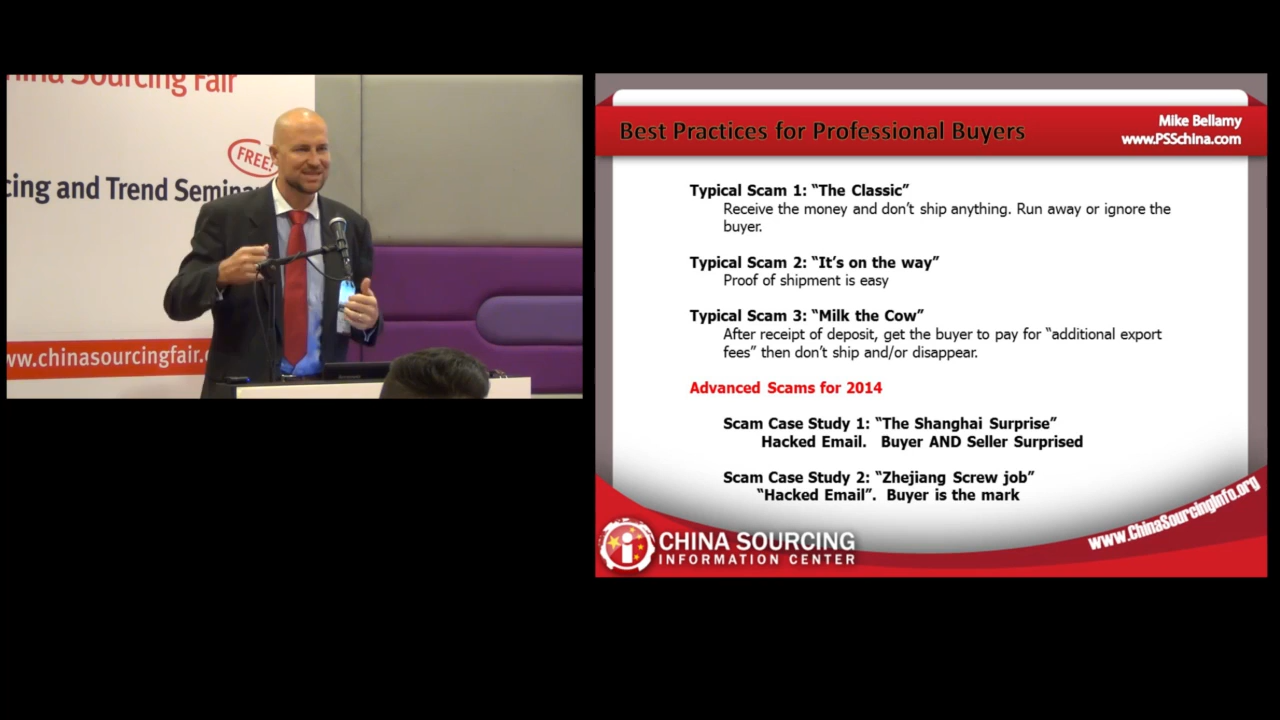 China Sourcing Fair
FREE!
cing and Trend Semina
www.chinasourcingfair.
Best Practices for Professional Buyers
Mike Bellamy
www.PSSchina.com
Typical Scam 1: “The Classic”
Receive the money and don’t ship anything. Run away or ignore the
buyer.
Typical Scam 2: “It’s on the way”
Proof of shipment is easy
Typical Scam 3: “Milk the Cow”
After receipt of deposit, get the buyer to pay for “additional export
fees” then don’t ship and/or disappear.
Advanced Scams for 2014
Scam Case Study 1: “The Shanghai Surprise”
Hacked Email. Buyer AND Seller Surprised
Scam Case Study 2: “Zhejiang Screw job”
“Hacked Email”. Buyer is the mark
CHINA SOURCING
INFORMATION CENTER
www.ChinaSourcingInfo.org